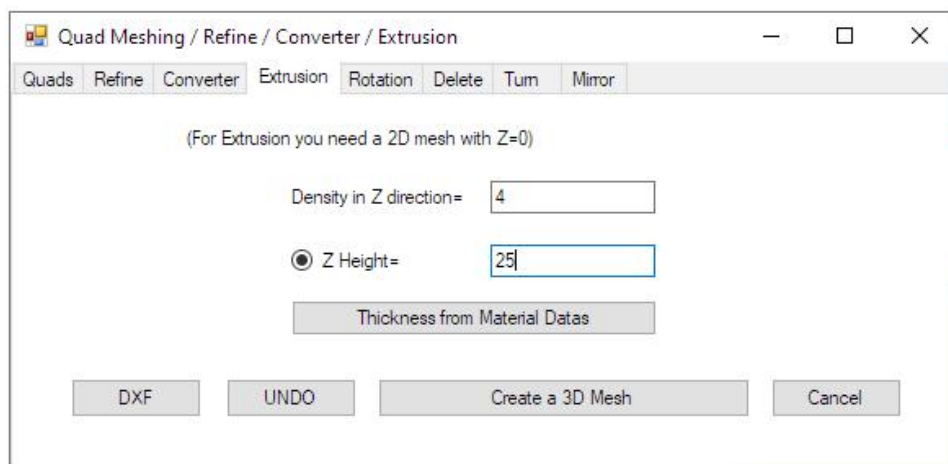 Quad Meshing / Refine / Converter / Extrusion
Quads Refine Converter Extrusion Rotation Delete Turn Mirror
(For Extrusion you need a 2D mesh with Z=0)
Density in Z direction= 4
Z Height= 25
Thickness from Material Datas
DXF UNDO Create a 3D Mesh Cancel